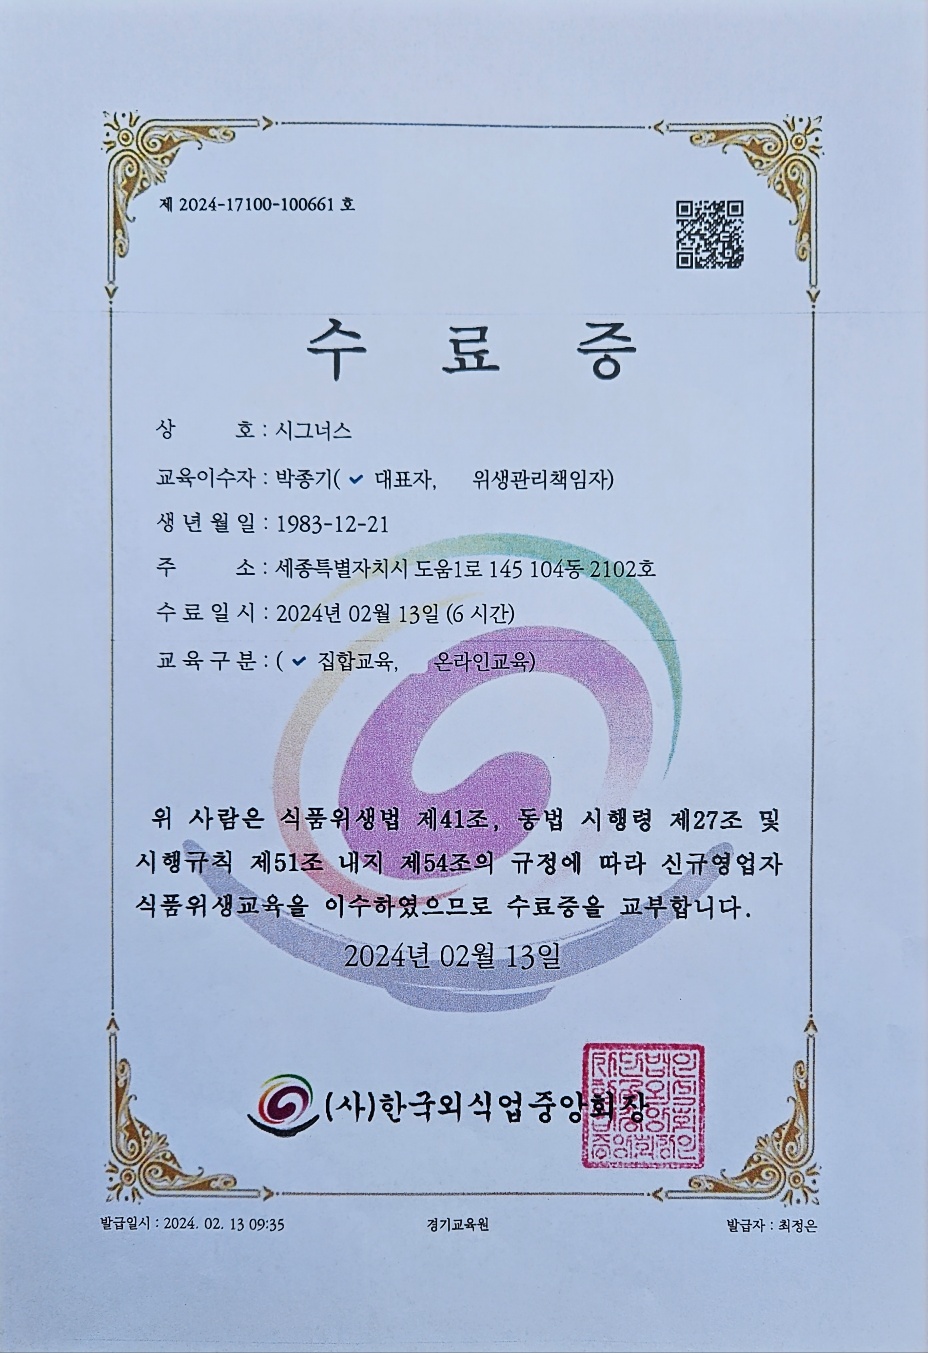 제 2024-17100-100661 호
수 료 증
상 호 : 시그너스
교육이수자 : 박종기( ✔ 대표자, 위생관리책임자)
생 년 월 일 : 1983-12-21
주 소 : 세종특별자치시 도움1로 145 104동 2102호
수 료 일 시 : 2024년 02월 13일 (6 시간)
교 육 구 분 : ( ✔ 집합교육, 온라인교육)
위 사람은 식품위생법 제41조, 동법 시행령 제27조 및
시행규칙 제51조 내지 제54조의 규정에 따라 신규영업자
식품위생교육을 이수하였으므로 수료증을 교부합니다.
2024년 02월 13일
(사)한국외식업중앙회장
발급일시 : 2024. 02. 13 09:35 경기교육원 발급자 : 최정은